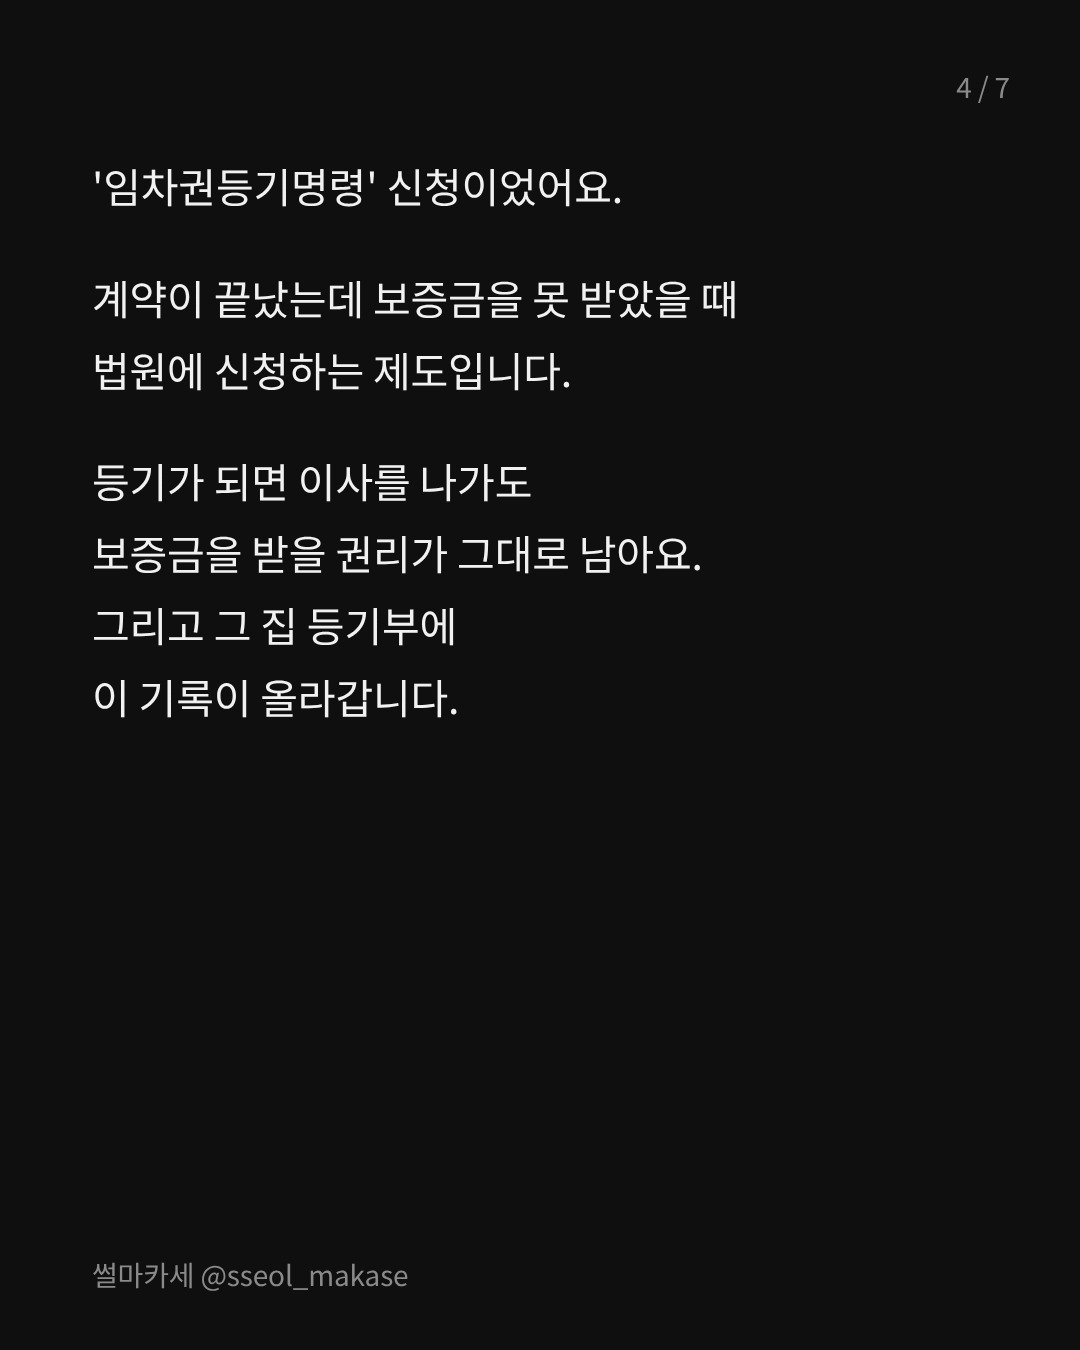 4 / 7
'임차권등기명령' 신청이었어요.
계약이 끝났는데 보증금을 못 받았을 때
법원에 신청하는 제도입니다.
등기가 되면 이사를 나가도
보증금을 받을 권리가 그대로 남아요.
그리고 그 집 등기부에
이 기록이 올라갑니다.
썰마카세 @sseol_makase